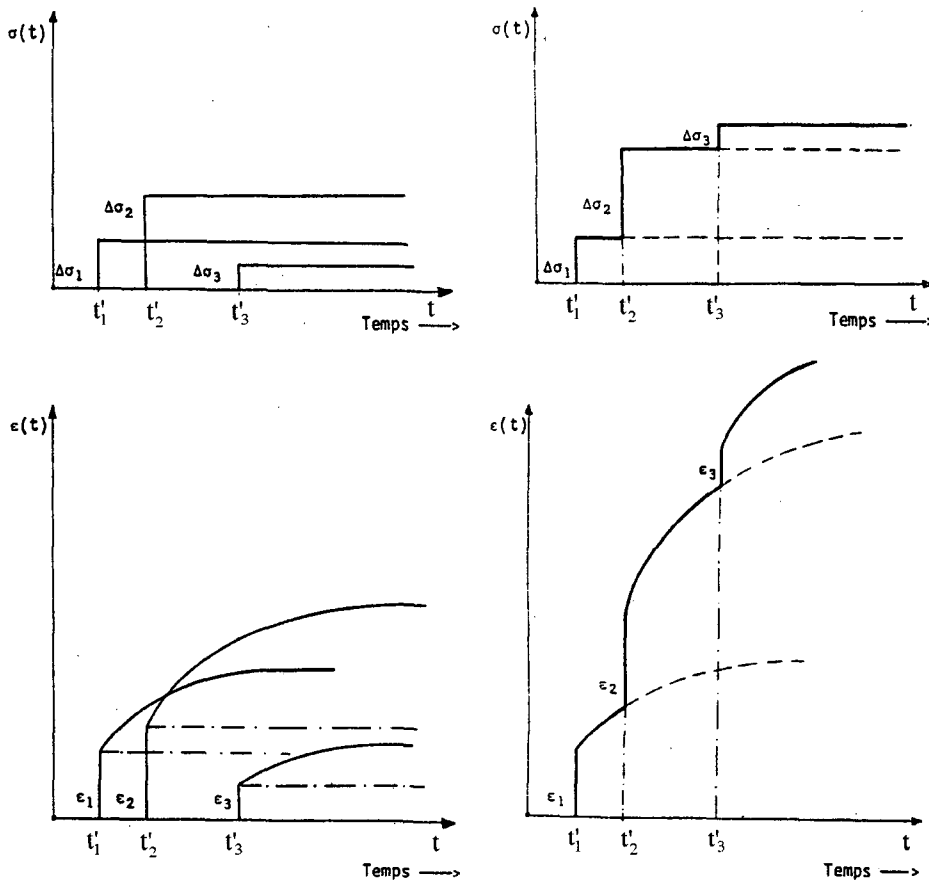 σ(t)
Δσ₂
Δσ₁
Δσ₃
t'₁ t'₂ t'₃ t
Temps —>
σ(t)
Δσ₃
Δσ₂
Δσ₁
t'₁ t'₂ t'₃ t
Temps —>
ε(t)
ε₁ ε₂ ε₃
t'₁ t'₂ t'₃ t
Temps —>
ε(t)
ε₃
ε₂
ε₁
t'₁ t'₂ t'₃ t
Temps —>